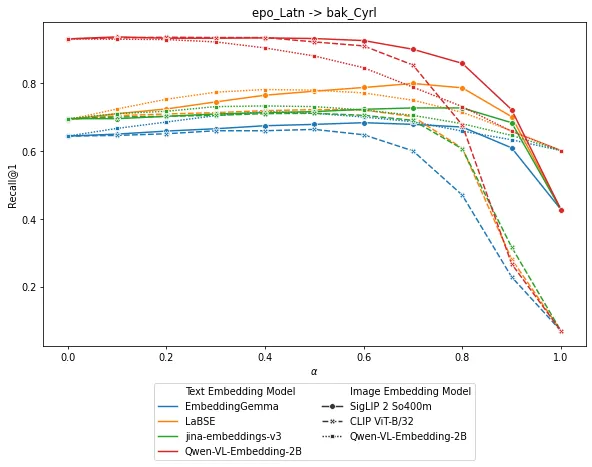 epo_Latn -> bak_Cyrl
Recall@1
0.8
0.6
0.4
0.2
0.0 0.2 0.4 0.6 0.8 1.0
α
Text Embedding Model Image Embedding Model
EmbeddingGemma SigLIP 2 So400m
LaBSE CLIP ViT-B/32
jina-embeddings-v3 Qwen-VL-Embedding-2B
Qwen-VL-Embedding-2B